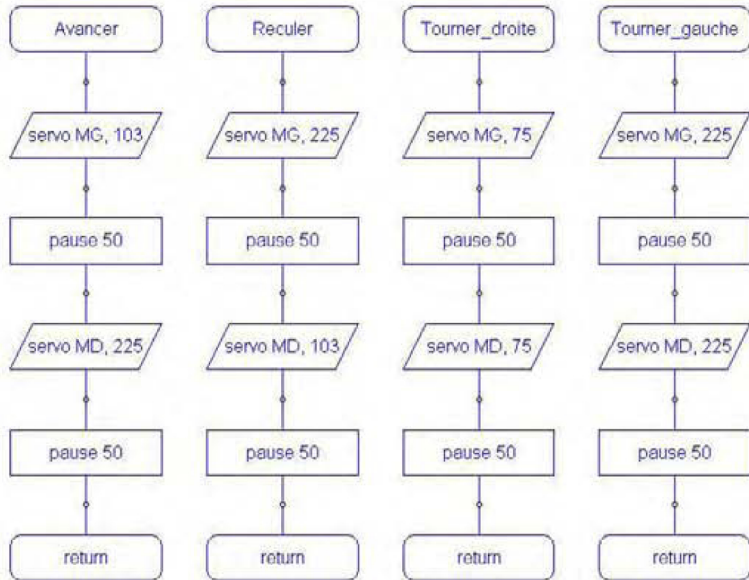 Avancer
servo MG, 103
pause 50
servo MD, 225
pause 50
return
Reculer
servo MG, 225
pause 50
servo MD, 103
pause 50
return
Tourner_droite
servo MG, 75
pause 50
servo MD, 75
pause 50
return
Tourner_gauche
servo MG, 225
pause 50
servo MD, 225
pause 50
return